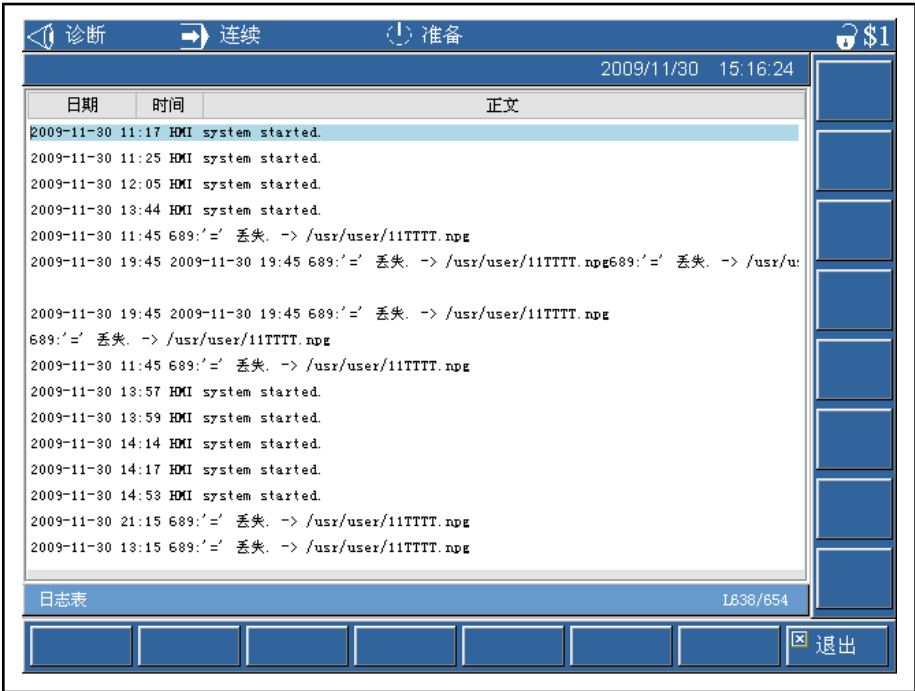 诊断 连续 准备 $1
2009/11/30 15:16:24
日期 时间 正文
2009-11-30 11:17 HMI system started.
2009-11-30 11:25 HMI system started.
2009-11-30 12:05 HMI system started.
2009-11-30 13:44 HMI system started.
2009-11-30 11:45 689:'=' 丢失. -> /usr/user/11TTTT.npg
2009-11-30 19:45 2009-11-30 19:45 689:'=' 丢失. -> /usr/user/11TTTT.npg689:'=' 丢失. -> /usr/u
2009-11-30 19:45 2009-11-30 19:45 689:'=' 丢失. -> /usr/user/11TTTT.npg
689:'=' 丢失. -> /usr/user/11TTTT.npg
2009-11-30 11:45 689:'=' 丢失. -> /usr/user/11TTTT.npg
2009-11-30 13:57 HMI system started.
2009-11-30 13:59 HMI system started.
2009-11-30 14:14 HMI system started.
2009-11-30 14:17 HMI system started.
2009-11-30 14:53 HMI system started.
2009-11-30 21:15 689:'=' 丢失. -> /usr/user/11TTTT.npg
2009-11-30 13:15 689:'=' 丢失. -> /usr/user/11TTTT.npg
日志表 L638/654
退出